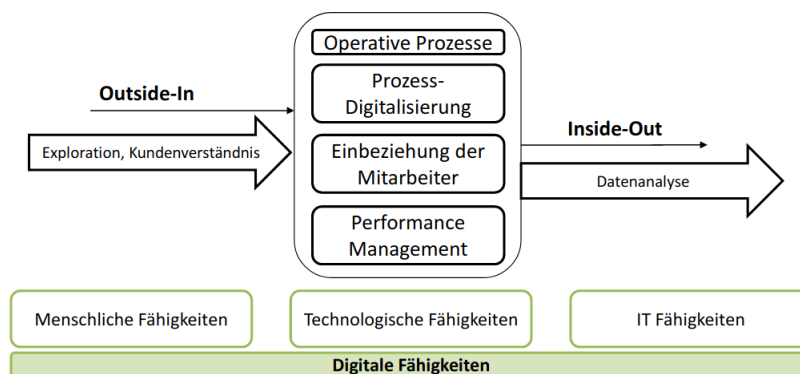 Operative Prozesse
Prozess-
Digitalisierung
Outside-In
Exploration, Kundenverständnis
Einbeziehung der
Mitarbeiter
Inside-Out
Datenanalyse
Performance
Management
Menschliche Fähigkeiten
Technologische Fähigkeiten
IT Fähigkeiten
Digitale Fähigkeiten